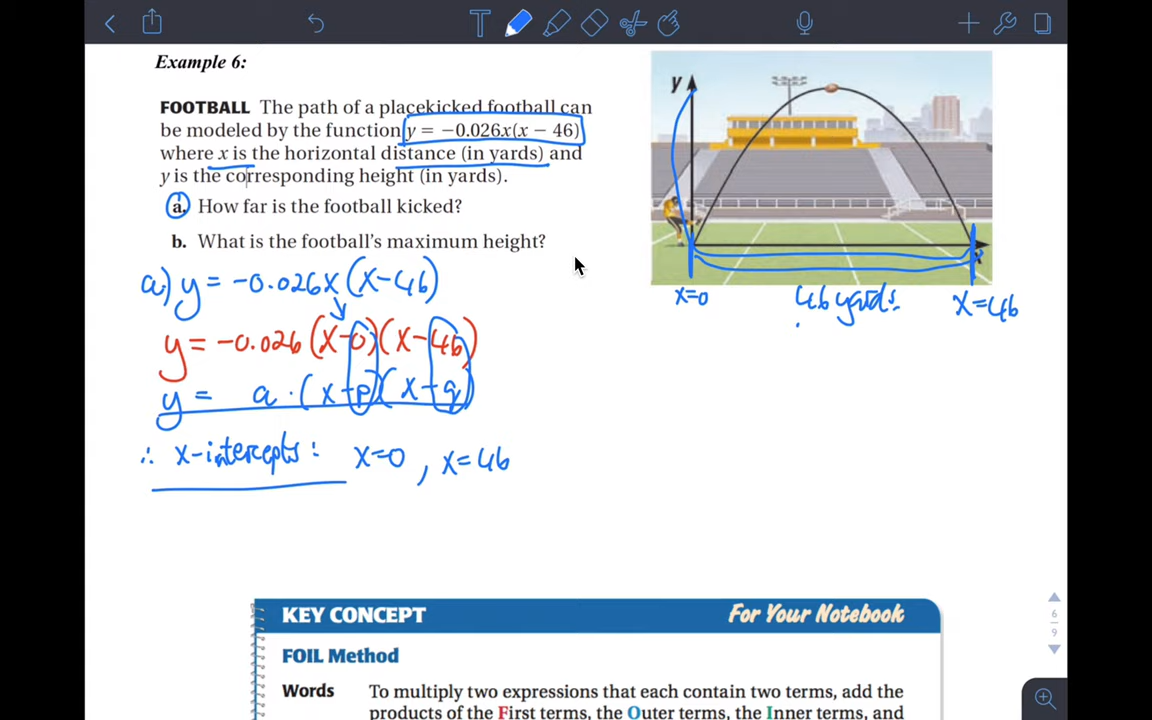 Example 6:
FOOTBALL The path of a placekicked football can
be modeled by the function y = −0.026x(x − 46)
where x is the horizontal distance (in yards) and
y is the corresponding height (in yards).
a. How far is the football kicked?
b. What is the football's maximum height?
y
x
x=0
46 yards.
x=46
a) y = -0.026x(x-46)
y = -0.026(x-0)(x-46)
y = a·(x-p)(x-q)
∴ x-intercepts: x=0, x=46
KEY CONCEPT
For Your Notebook
FOIL Method
Words To multiply two expressions that each contain two terms, add the
products of the First terms, the Outer terms, the Inner terms, and
6
9